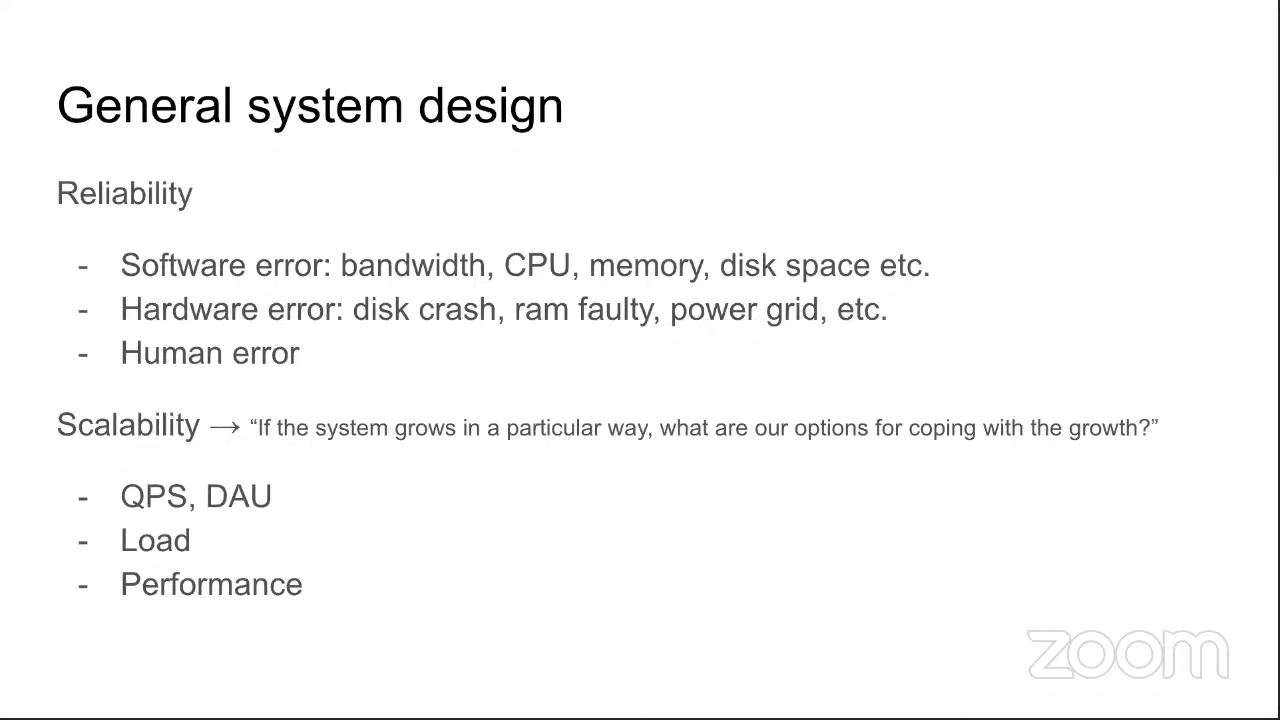 General system design
Reliability
- Software error: bandwidth, CPU, memory, disk space etc.
- Hardware error: disk crash, ram faulty, power grid, etc.
- Human error
Scalability → “If the system grows in a particular way, what are our options for coping with the growth?”
- QPS, DAU
- Load
- Performance
zoom